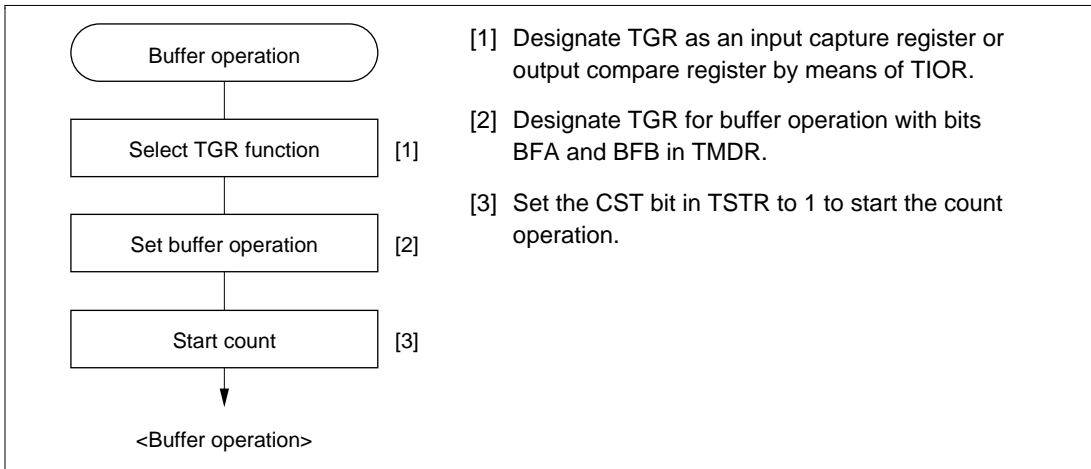 Buffer operation
Select TGR function
[1]
Set buffer operation
[2]
Start count
[3]
<Buffer operation>
[1] Designate TGR as an input capture register or
output compare register by means of TIOR.
[2] Designate TGR for buffer operation with bits
BFA and BFB in TMDR.
[3] Set the CST bit in TSTR to 1 to start the count
operation.